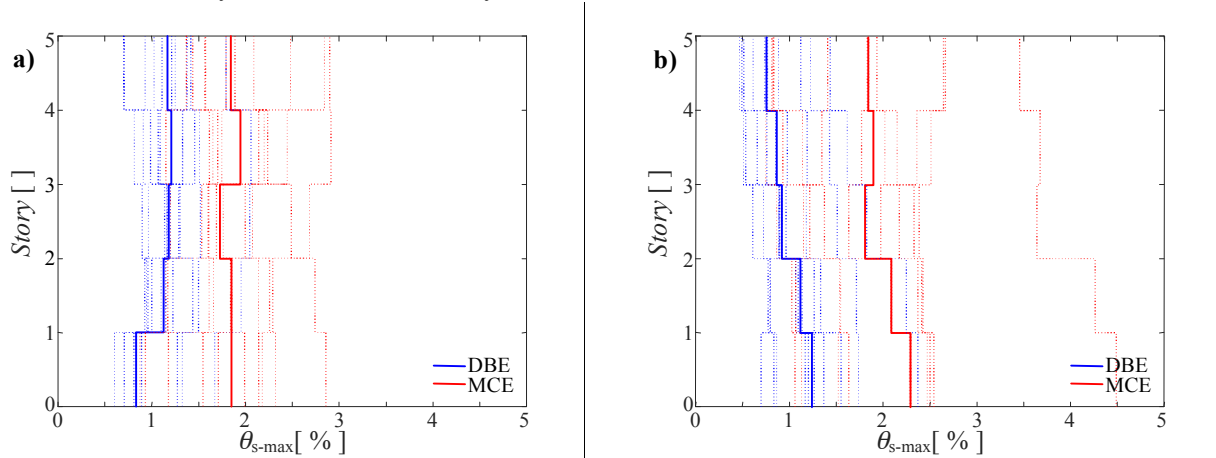 a)
5
4
3
2
1
0
Story [ ]
0 1 2 3 4 5
θs-max[ % ]
DBE
MCE
b)
5
4
3
2
1
0
Story [ ]
0 1 2 3 4 5
θs-max[ % ]
DBE
MCE